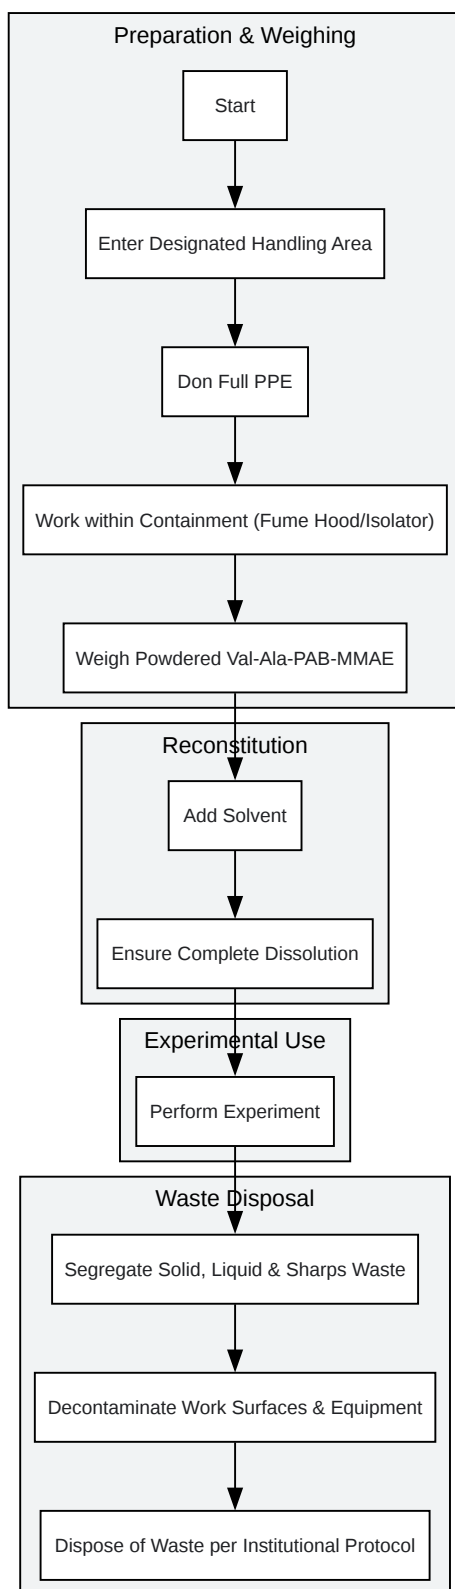 Preparation & Weighing
Start
Enter Designated Handling Area
Don Full PPE
Work within Containment (Fume Hood/Isolator)
Weigh Powdered Val-Ala-PAB-MMAE
Reconstitution
Add Solvent
Ensure Complete Dissolution
Experimental Use
Perform Experiment
Waste Disposal
Segregate Solid, Liquid & Sharps Waste
Decontaminate Work Surfaces & Equipment
Dispose of Waste per Institutional Protocol